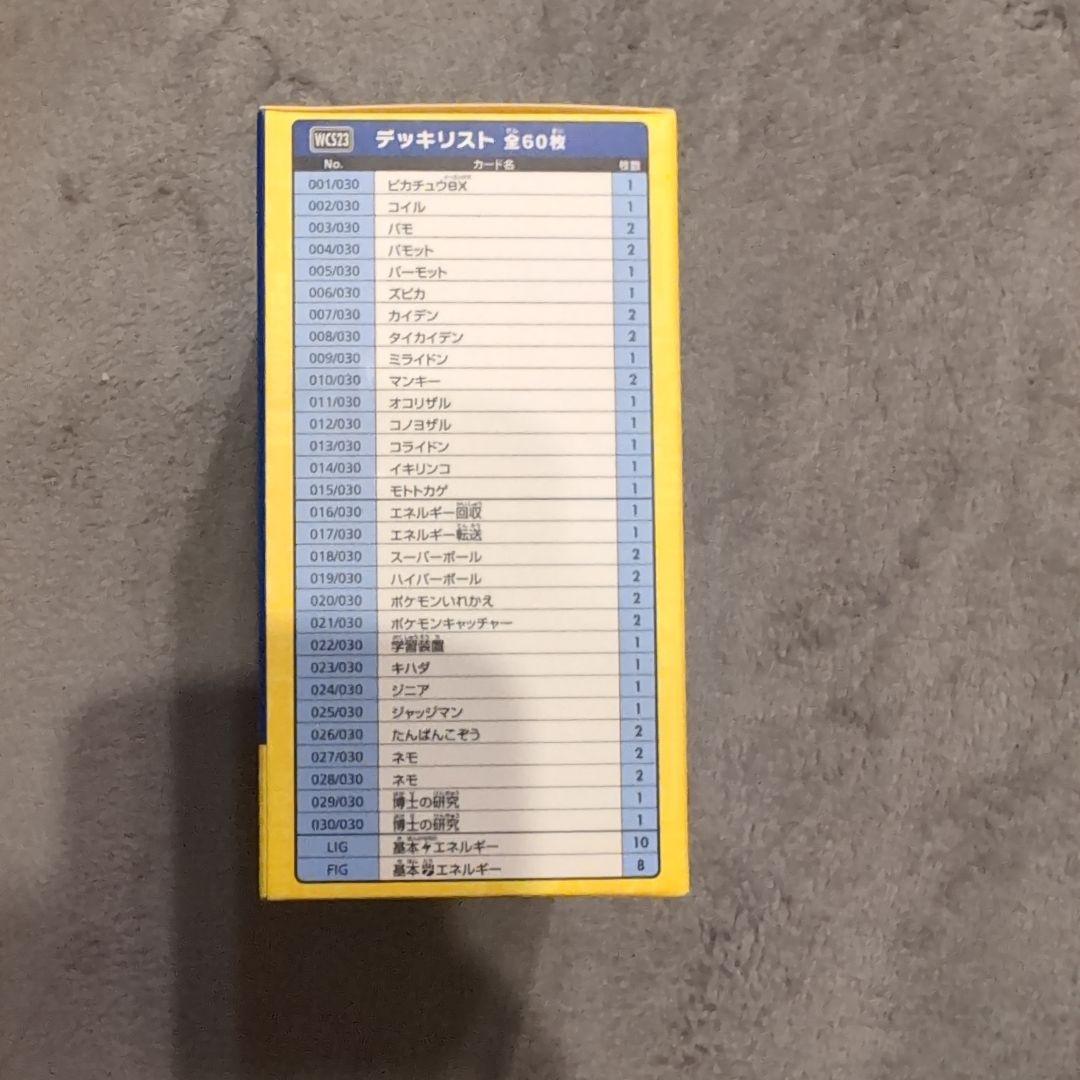 WCS23 デッキリスト 全60枚
No. カード名 枚数
001/030 ピカチュウex 1
002/030 コイル 1
003/030 パモ 2
004/030 パモット 2
005/030 パーモット 1
006/030 ズピカ 1
007/030 カイデン 2
008/030 タイカイデン 2
009/030 ミライドン 1
010/030 マンキー 2
011/030 オコリザル 1
012/030 コノヨザル 1
013/030 コライドン 1
014/030 イキリンコ 1
015/030 モトトカゲ 1
016/030 エネルギー回収 1
017/030 エネルギー転送 1
018/030 スーパーボール 2
019/030 ハイパーボール 2
020/030 ポケモンいれかえ 2
021/030 ポケモンキャッチャー 2
022/030 学習装置 1
023/030 キハダ 1
024/030 ジニア 1
025/030 ジャッジマン 1
026/030 たんぱんこぞう 2
027/030 ネモ 2
028/030 ネモ 2
029/030 博士の研究 1
030/030 博士の研究 1
LIG 基本エネルギー 10
FIG 基本エネルギー 8